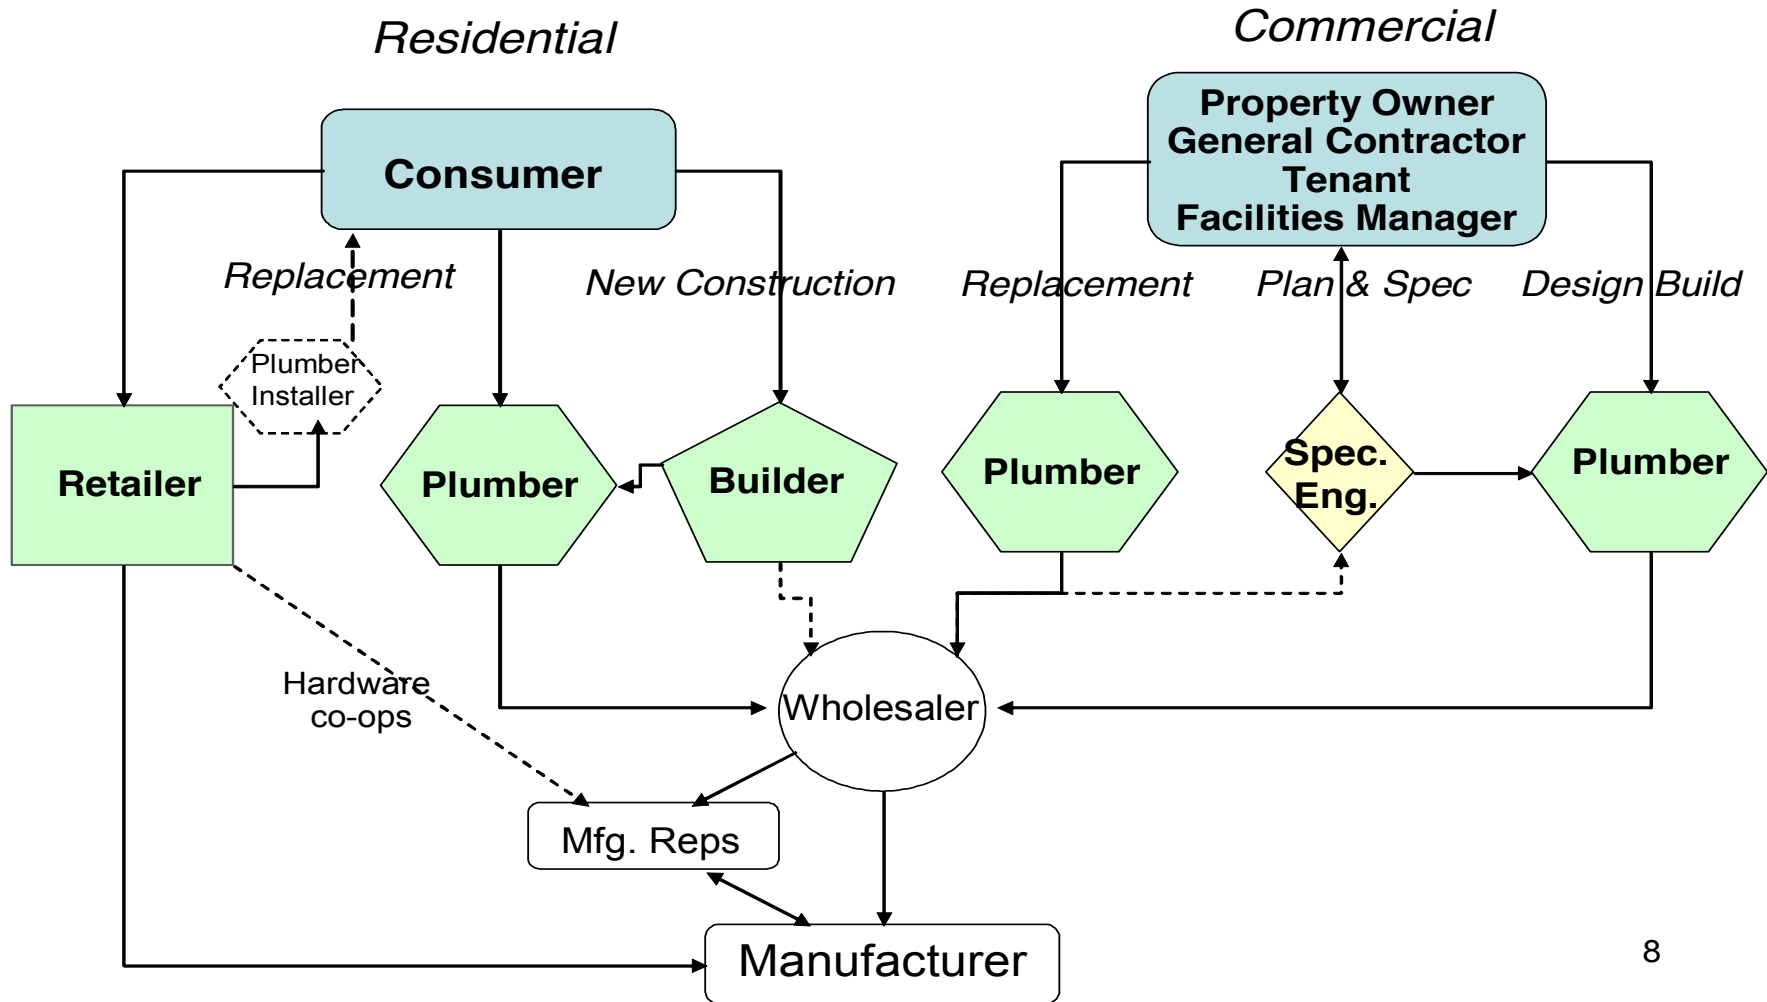 Residential
Commercial
Consumer
Property Owner
General Contractor
Tenant
Facilities Manager
Replacement
New Construction
Replacement
Plan & Spec
Design Build
Plumber
Installer
Retailer
Plumber
Builder
Plumber
Spec.
Eng.
Plumber
Hardware
co-ops
Wholesaler
Mfg. Reps
Manufacturer
8